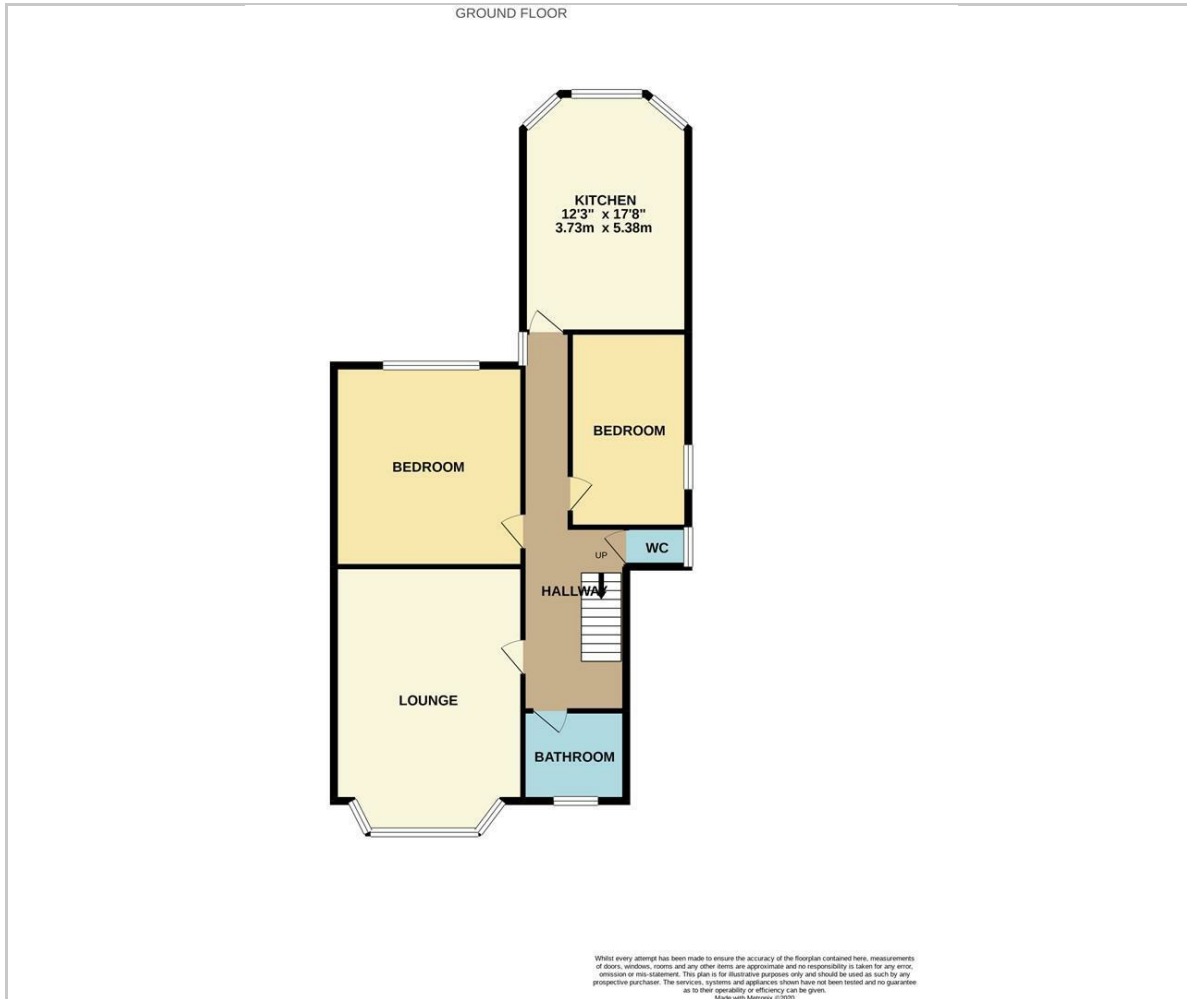 GROUND FLOOR
KITCHEN
12'3" x 17'8"
3.73m x 5.38m
BEDROOM
BEDROOM
UP
WC
HALLWAY
LOUNGE
BATHROOM
Whilst every attempt has been made to ensure the accuracy of the floorplan contained here, measurements
of doors, windows, rooms and any other items are approximate and no responsibility is taken for any error,
omission or mis-statement. This plan is for illustrative purposes only and should be used as such by any
prospective purchaser. The services, systems and appliances shown have not been tested and no guarantee
as to their operability or efficiency can be given.
Made with Metropix ©2020